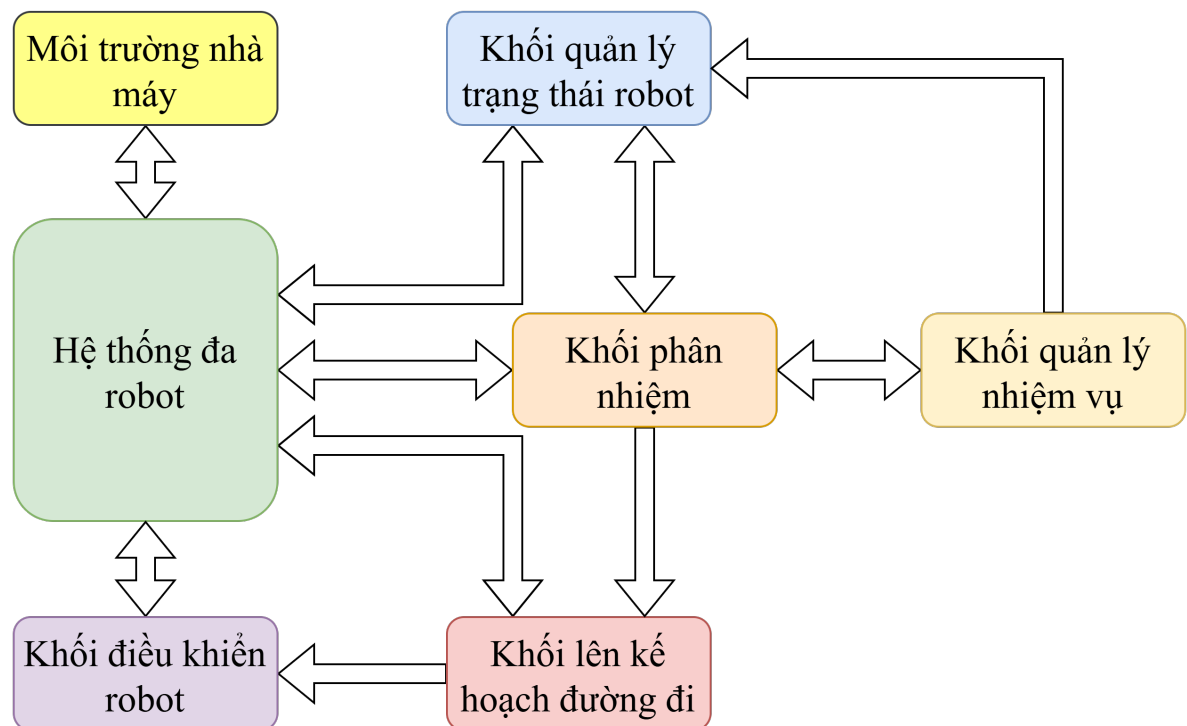 Môi trường nhà
máy
Khối quản lý
trạng thái robot
Hệ thống đa
robot
Khối phân
nhiệm
Khối quản lý
nhiệm vụ
Khối điều khiển
robot
Khối lên kế
hoạch đường đi